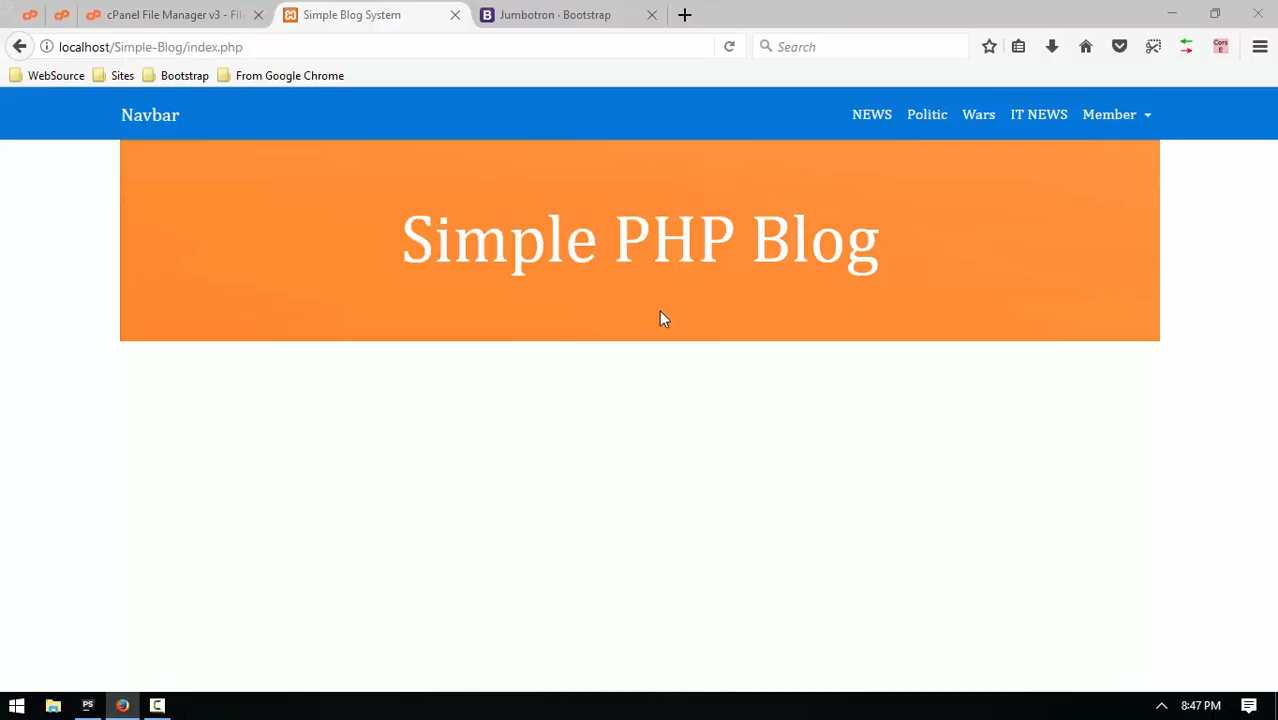 cPanel File Manager v3 - Fil
Simple Blog System
Jumbotron · Bootstrap
localhost/Simple-Blog/index.php
Search
Cors E
WebSource
Sites
Bootstrap
From Google Chrome
Navbar
NEWS
Politic
Wars
IT NEWS
Member
Simple PHP Blog
8:47 PM